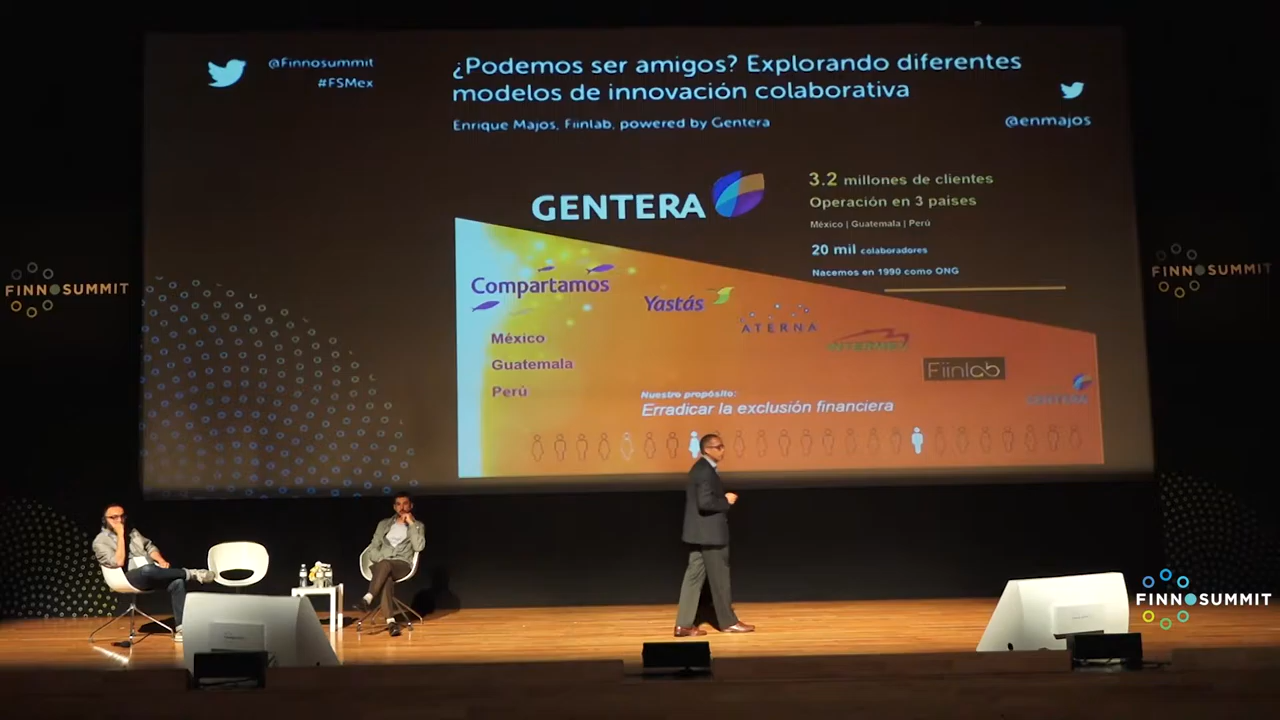 @Finnosummit
#FSMex
¿Podemos ser amigos? Explorando diferentes
modelos de innovación colaborativa
Enrique Majos, Fiinlab, powered by Gentera
@enmajos
GENTERA
3.2 millones de clientes
Operación en 3 países
México | Guatemala | Perú
20 mil colaboradores
Nacemos en 1990 como ONG
Compartamos
Yastás
ATERNA
INTERMEX
Fiinlab
GENTERA
México
Guatemala
Perú
Nuestro propósito:
Erradicar la exclusión financiera
FINNOSUMMIT
FINNOSUMMIT
FINNOSUMMIT